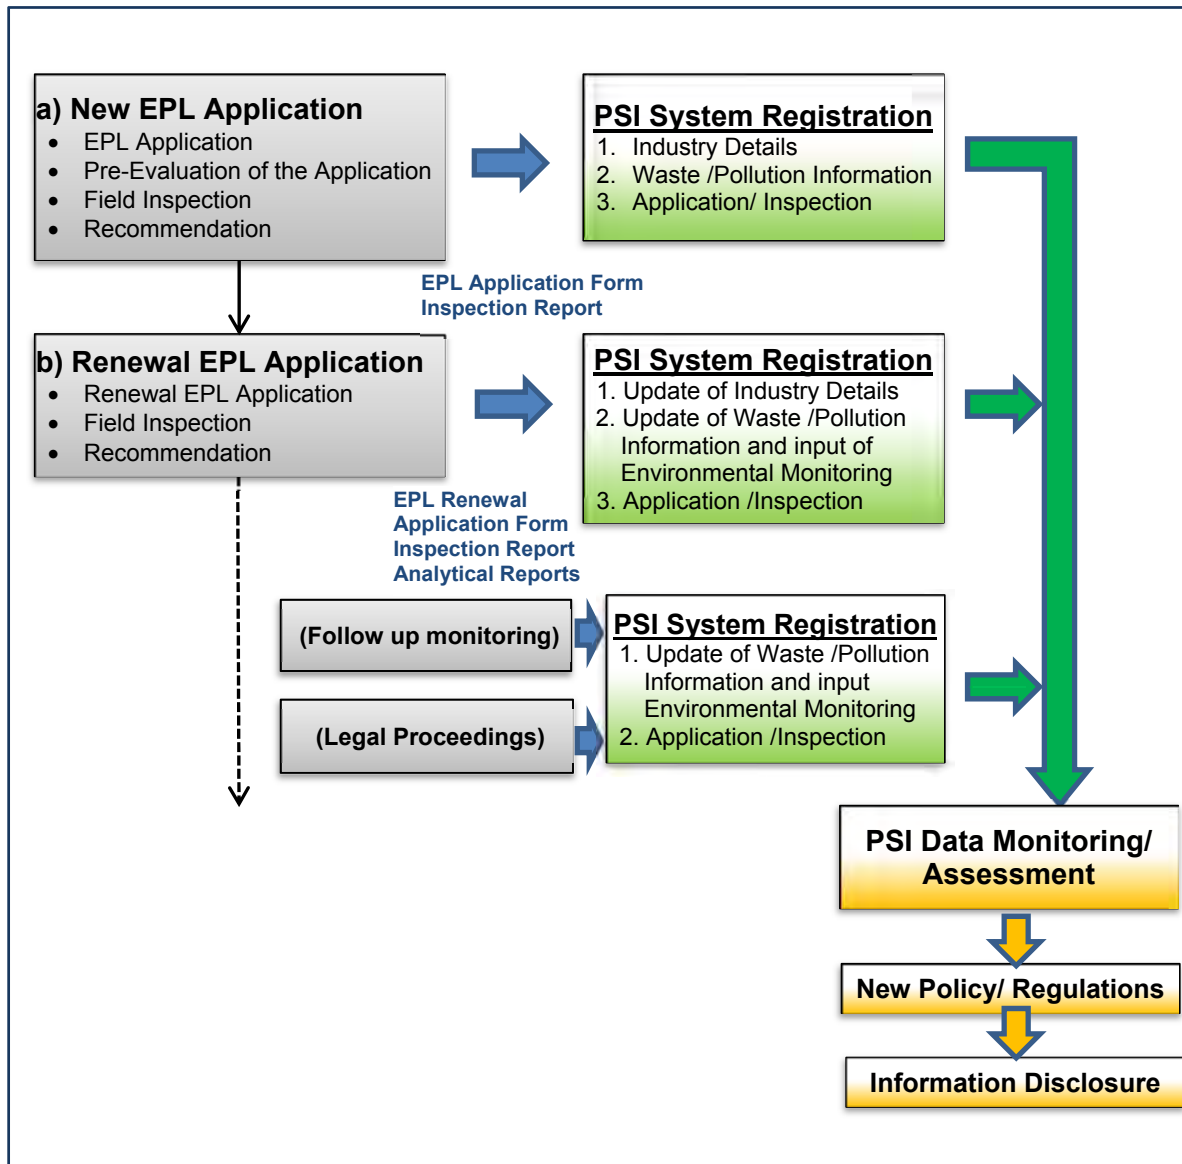 a) New EPL Application
• EPL Application
• Pre-Evaluation of the Application
• Field Inspection
• Recommendation
PSI System Registration
1. Industry Details
2. Waste /Pollution Information
3. Application/ Inspection
EPL Application Form
Inspection Report
b) Renewal EPL Application
• Renewal EPL Application
• Field Inspection
• Recommendation
PSI System Registration
1. Update of Industry Details
2. Update of Waste /Pollution
Information and input of
Environmental Monitoring
3. Application /Inspection
EPL Renewal
Application Form
Inspection Report
Analytical Reports
(Follow up monitoring)
(Legal Proceedings)
PSI System Registration
1. Update of Waste /Pollution
Information and input
Environmental Monitoring
2. Application /Inspection
PSI Data Monitoring/
Assessment
New Policy/ Regulations
Information Disclosure